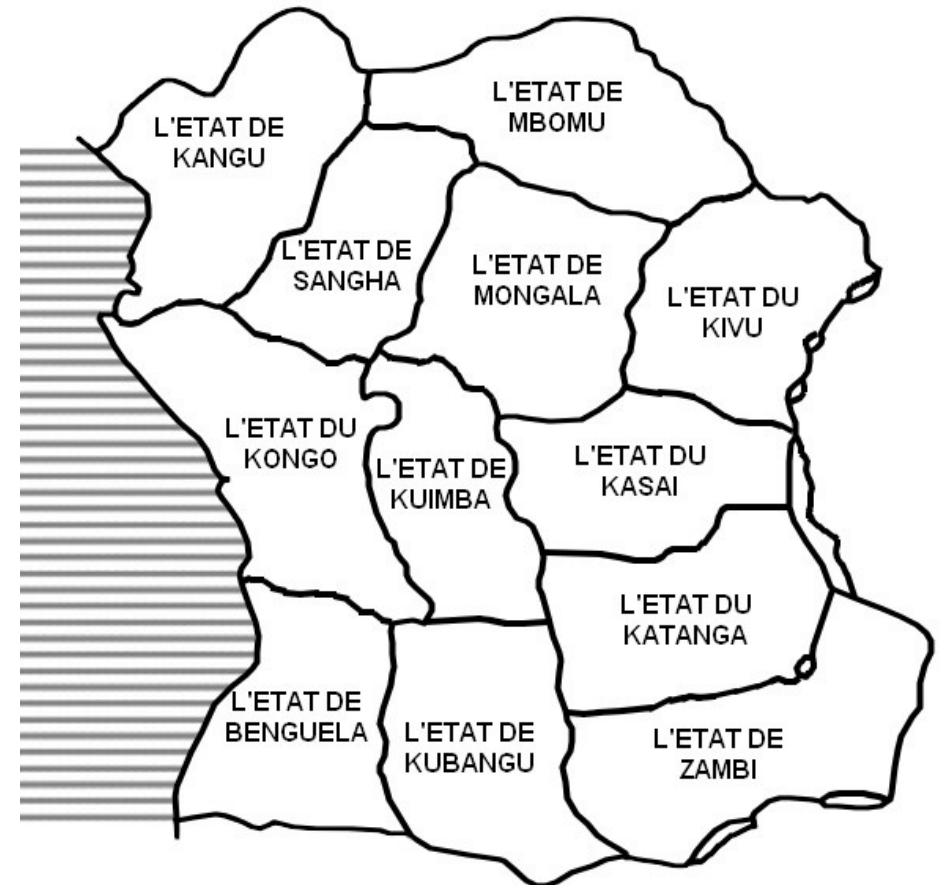 L'ETAT DE
MBOMU
L'ETAT DE
KANGU
L'ETAT DE
SANGHA
L'ETAT DE
MONGALA
L'ETAT DU
KIVU
L'ETAT DU
KONGO
L'ETAT DE
KUIMBA
L'ETAT DU
KASAI
L'ETAT DU
KATANGA
L'ETAT DE
BENGUELA
L'ETAT DE
KUBANGU
L'ETAT DE
ZAMBI